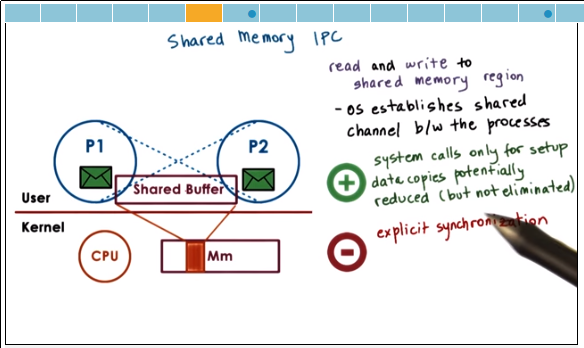 Shared Memory IPC
read and write to
shared memory region
- OS establishes shared
channel b/w the processes
P1
P2
Shared Buffer
User
Kernel
CPU
Mm
system calls only for setup
data copies potentially
reduced (but not eliminated)
explicit synchronization